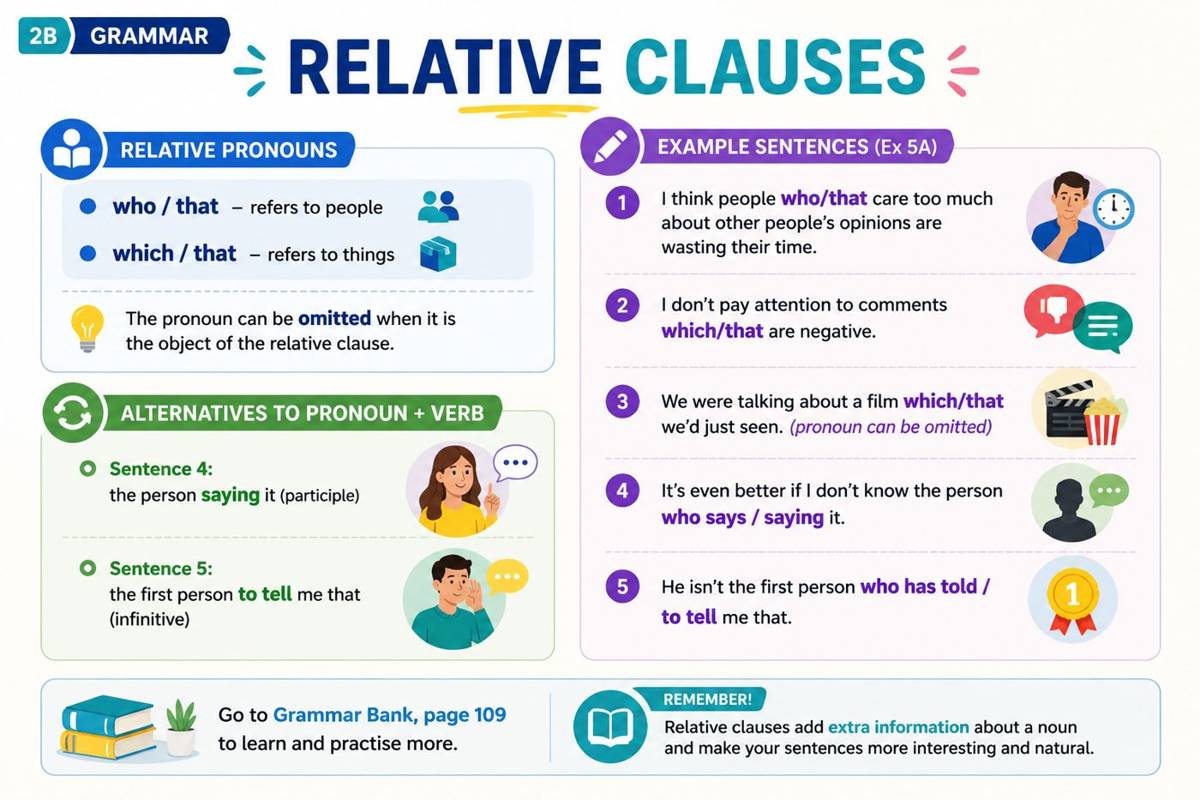 2B GRAMMAR
RELATIVE CLAUSES
RELATIVE PRONOUNS
who / that – refers to people
which / that – refers to things
The pronoun can be omitted when it is
the object of the relative clause.
ALTERNATIVES TO PRONOUN + VERB
Sentence 4:
the person saying it (participle)
Sentence 5:
the first person to tell me that
(infinitive)
EXAMPLE SENTENCES (Ex 5A)
1 I think people who/that care too much
about other people's opinions are
wasting their time.
2 I don't pay attention to comments
which/that are negative.
3 We were talking about a film which/that
we'd just seen. (pronoun can be omitted)
4 It's even better if I don't know the person
who says / saying it.
5 He isn't the first person who has told /
to tell me that.
1
Go to Grammar Bank, page 109
to learn and practise more.
REMEMBER!
Relative clauses add extra information about a noun
and make your sentences more interesting and natural.